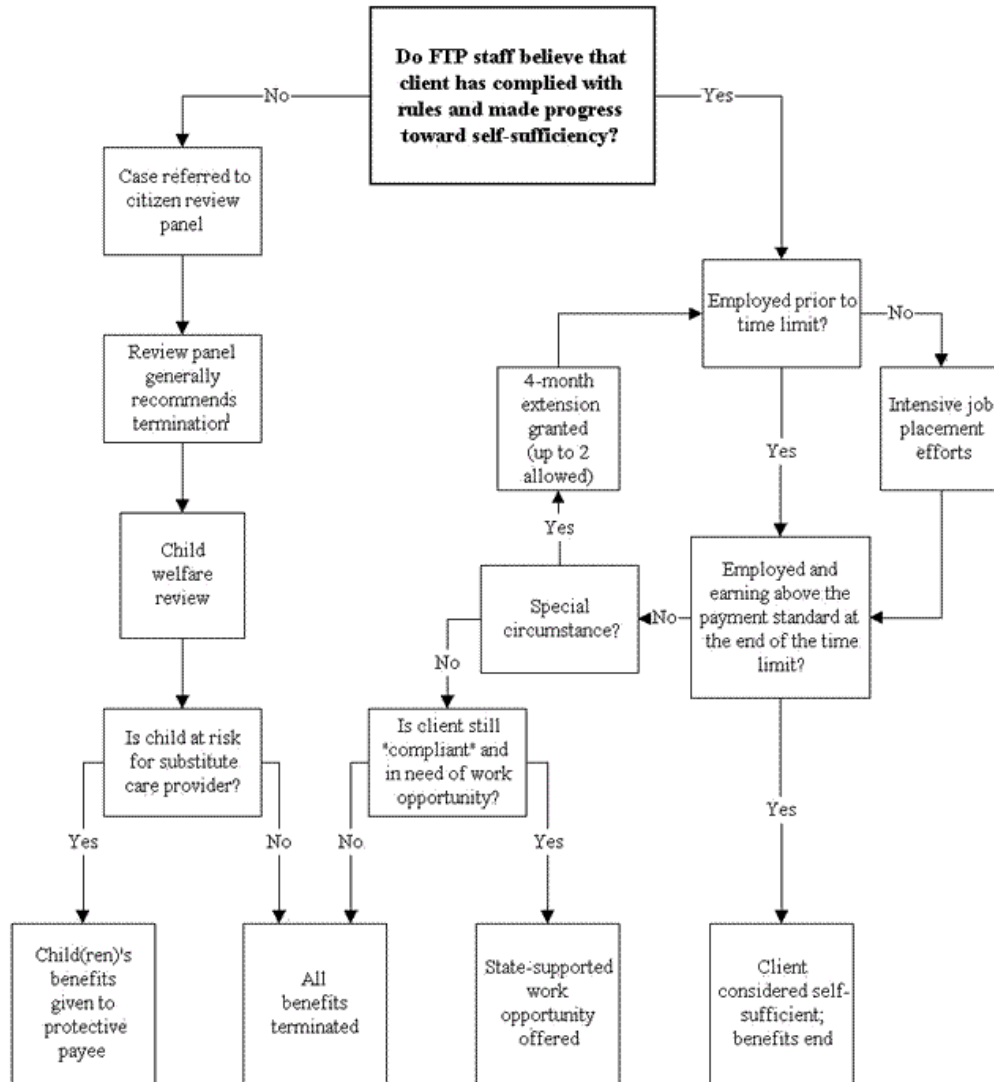 Do FTP staff believe that
client has complied with
rules and made progress
toward self-sufficiency?
No
Yes
Case referred to
citizen review
panel
Employed prior to
time limit?
No
Review panel
generally
recommends
termination¹
4-month
extension
granted
(up to 2
allowed)
Intensive job
placement
efforts
Yes
Yes
Child
welfare
review
Special
circumstance?
No
Employed and
earning above the
payment standard at
the end of the time
limit?
No
Is child at risk
for substitute
care provider?
Is client still
"compliant" and
in need of work
opportunity?
Yes
No
No
Yes
Yes
Child(ren)'s
benefits
given to
protective
payee
All
benefits
terminated
State-supported
work
opportunity
offered
Client
considered self-
sufficient;
benefits end